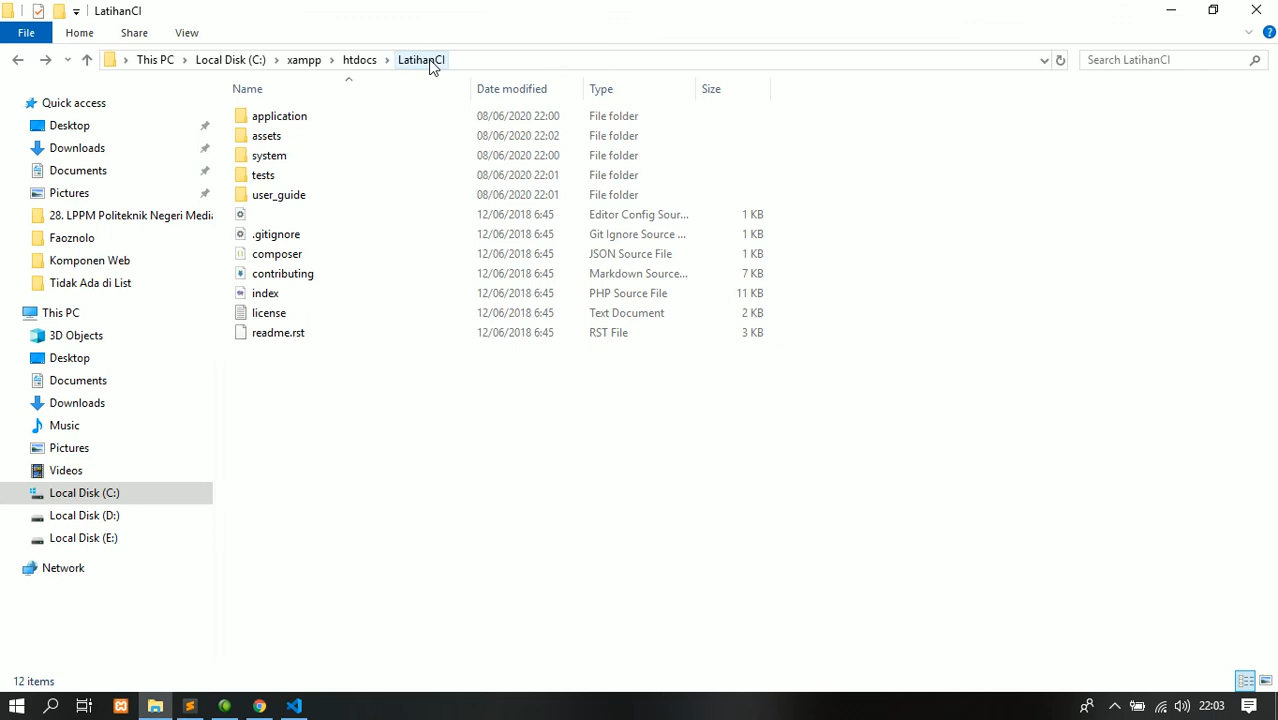 LatihanCI
File Home Share View
This PC Local Disk (C:) xampp htdocs LatihanCI
Search LatihanCI
Name Date modified Type Size
Quick access
Desktop
Downloads
Documents
Pictures
28. LPPM Politeknik Negeri Media
Faoznolo
Komponen Web
Tidak Ada di List
This PC
3D Objects
Desktop
Documents
Downloads
Music
Pictures
Videos
Local Disk (C:)
Local Disk (D:)
Local Disk (E:)
Network
application 08/06/2020 22:00 File folder
assets 08/06/2020 22:02 File folder
system 08/06/2020 22:00 File folder
tests 08/06/2020 22:01 File folder
user_guide 08/06/2020 22:01 File folder
12/06/2018 6:45 Editor Config Sour... 1 KB
.gitignore 12/06/2018 6:45 Git Ignore Source ... 1 KB
composer 12/06/2018 6:45 JSON Source File 1 KB
contributing 12/06/2018 6:45 Markdown Source... 7 KB
index 12/06/2018 6:45 PHP Source File 11 KB
license 12/06/2018 6:45 Text Document 2 KB
readme.rst 12/06/2018 6:45 RST File 3 KB
12 items
22:03